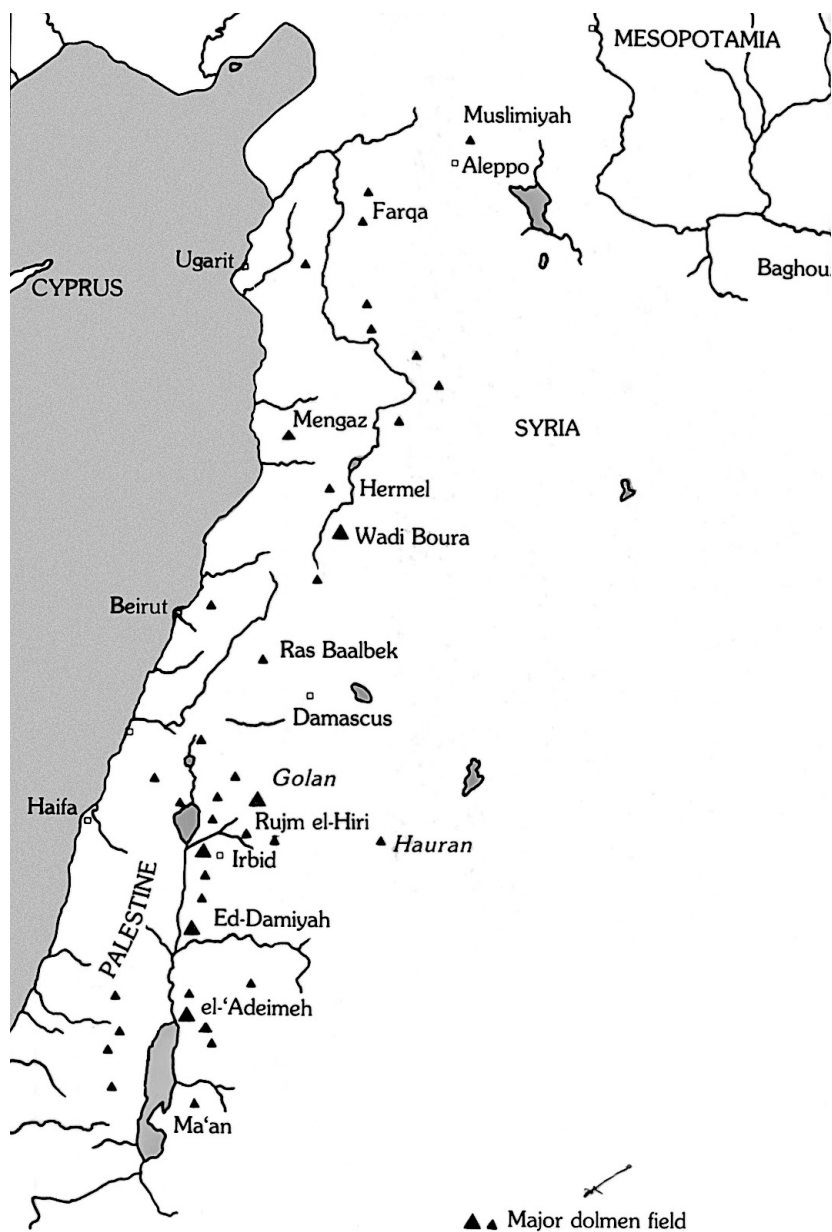 MESOPOTAMIA
Muslimiyah
Aleppo
Farqa
Ugarit
CYPRUS
Baghouz
Mengaz
SYRIA
Hermel
Wadi Boura
Beirut
Ras Baalbek
Damascus
Golan
Haifa
Rujm el-Hiri
Hauran
Irbid
PALESTINE
Ed-Damiyah
el-‘Adeimeh
Ma‘an
Major dolmen field